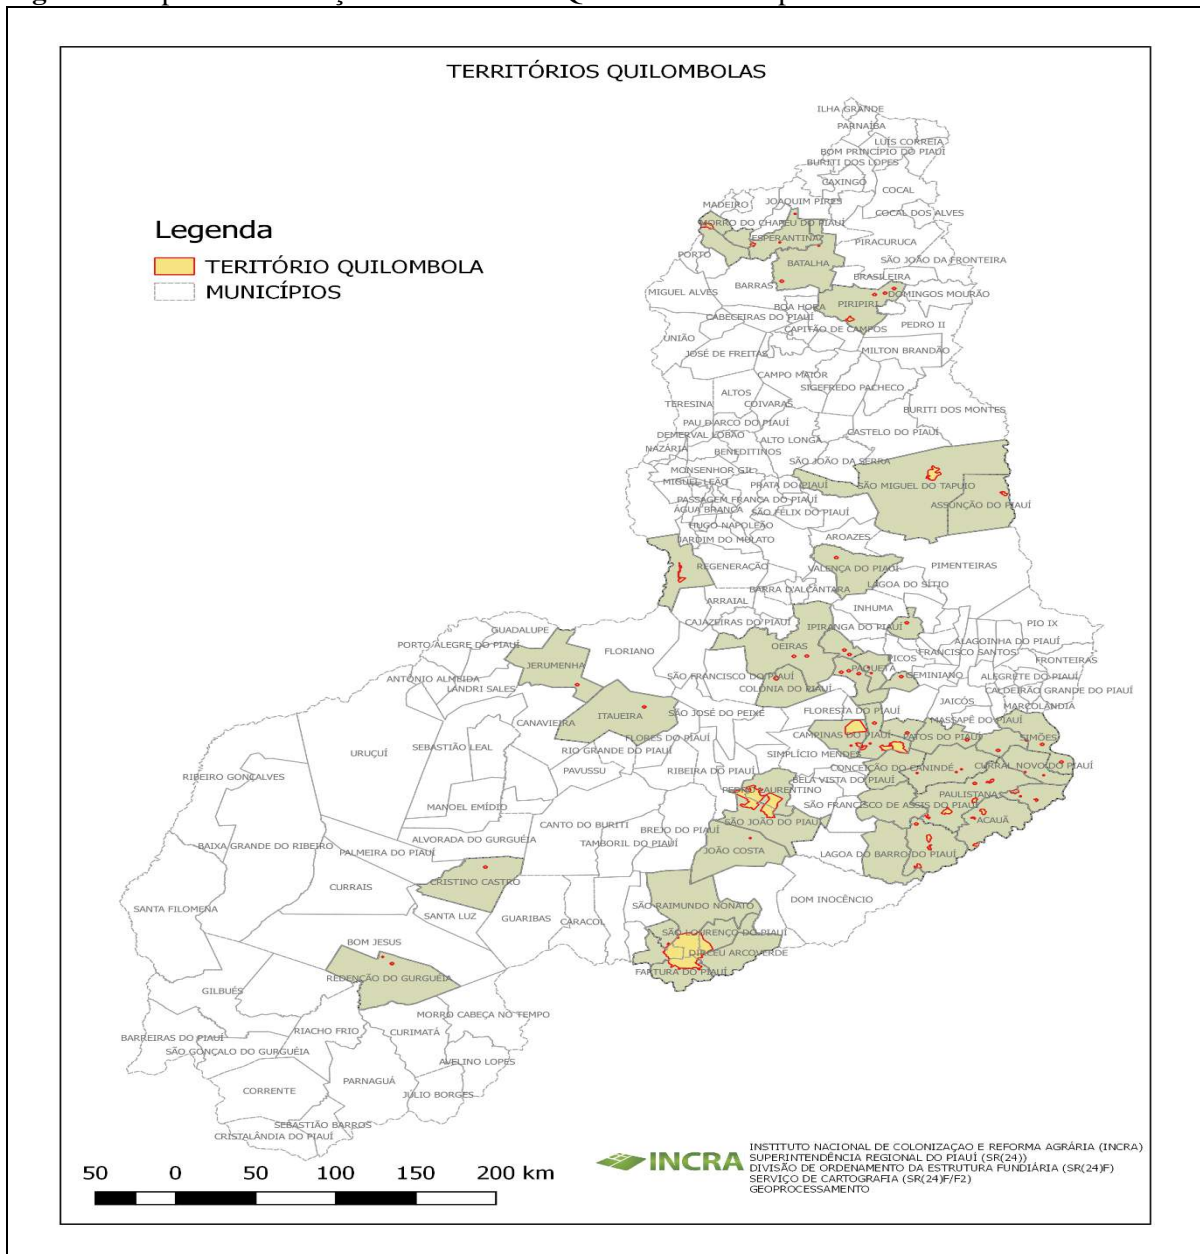 TERRITÓRIOS QUILOMBOLAS
Legenda
TERITÓRIO QUILOMBOLA
MUNICÍPIOS
ILHA GRANDE
PARNAÍBA
LUÍS CORREIA
BOM PRINCÍPIO DO PIAUÍ
BURITI DOS LOPES
CAXINGÓ
COCAL
JOAQUIM PIRES
MADEIRO
COCAL DOS ALVES
MORRO DO CHAPÉU DO PIAUÍ
ESPERANTINA
PIRACURUCA
PORTO
BATALHA
SÃO JOÃO DA FRONTEIRA
BRASILEIRA
BARRAS
MIGUEL ALVES
DOMINGOS MOURÃO
BOA HORA
PIRIPIRI
CABECEIRAS DO PIAUÍ
CAPITÃO DE CAMPOS
PEDRO II
UNIÃO
JOSÉ DE FREITAS
MILTON BRANDÃO
CAMPO MAIOR
SIGEFREDO PACHECO
ALTOS
TERESINA
COIVARAS
BURITI DOS MONTES
PAU D'ARCO DO PIAUÍ
DEMERVAL LOBÃO
ALTO LONGÁ
CASTELO DO PIAUÍ
NAZÁRIA
BENEDITINOS
SÃO JOÃO DA SERRA
MONSENHOR GIL
MIGUEL LEÃO
PRATA DO PIAUÍ
SÃO MIGUEL DO TAPUIO
PASSAGEM FRANCA DO PIAUÍ
ÁGUA BRANCA
SÃO FÉLIX DO PIAUÍ
ASSUNÇÃO DO PIAUÍ
HUGO NAPOLEÃO
JARDIM DO MULATO
AROAZES
REGENERAÇÃO
VALENÇA DO PIAUÍ
PIMENTEIRAS
BARRA D'ALCÂNTARA
LAGOA DO SÍTIO
ARRAIAL
INHUMA
CAJAZEIRAS DO PIAUÍ
IPIRANGA DO PIAUÍ
PIO IX
GUADALUPE
PORTO ALEGRE DO PIAUÍ
FLORIANO
OEIRAS
ALAGOINHA DO PIAUÍ
FRANCISCO SANTOS
PICOS
FRONTEIRAS
JERUMENHA
PAQUETÁ
GEMINIANO
ANTÔNIO ALMEIDA
SÃO FRANCISCO DO PIAUÍ
ALEGRETE DO PIAUÍ
LANDRI SALES
COLÔNIA DO PIAUÍ
CALDEIRÃO GRANDE DO PIAUÍ
JAICÓS
MARCOLÂNDIA
ITAUEIRA
SÃO JOSÉ DO PEIXE
FLORESTA DO PIAUÍ
MASSAPÊ DO PIAUÍ
CANAVIEIRA
FLORES DO PIAUÍ
CAMPINAS DO PIAUÍ
PATOS DO PIAUÍ
SIMÕES
URUÇUÍ
SEBASTIÃO LEAL
RIO GRANDE DO PIAUÍ
SIMPLÍCIO MENDES
RIBEIRO GONÇALVES
PAVUSSU
RIBEIRA DO PIAUÍ
CONCEIÇÃO DO CANINDÉ
CURRAL NOVO DO PIAUÍ
BELA VISTA DO PIAUÍ
PEDRO LAURENTINO
PAULISTANA
MANOEL EMÍDIO
SÃO FRANCISCO DE ASSIS DO PIAUÍ
CANTO DO BURITI
SÃO JOÃO DO PIAUÍ
ACAUÃ
BREJO DO PIAUÍ
ALVORADA DO GURGUÉIA
BAIXA GRANDE DO RIBEIRO
TAMBORIL DO PIAUÍ
PALMEIRA DO PIAUÍ
JOÃO COSTA
LAGOA DO BARRO DO PIAUÍ
CRISTINO CASTRO
CURRAIS
DOM INOCÊNCIO
SANTA FILOMENA
SÃO RAIMUNDO NONATO
SANTA LUZ
GUARIBAS
CARACOL
SÃO LOURENÇO DO PIAUÍ
BOM JESUS
DIRCEU ARCOVERDE
FARTURA DO PIAUÍ
REDENÇÃO DO GURGUÉIA
GILBUÉS
MORRO CABEÇA NO TEMPO
RIACHO FRIO
CURIMATÁ
BARREIRAS DO PIAUÍ
SÃO GONÇALO DO GURGUÉIA
AVELINO LOPES
PARNAGUÁ
CORRENTE
JÚLIO BORGES
SEBASTIÃO BARROS
CRISTALÂNDIA DO PIAUÍ
50 0 50 100 150 200 km
INCRA
INSTITUTO NACIONAL DE COLONIZAÇAO E REFORMA AGRÁRIA (INCRA)
SUPERINTENDÊNCIA REGIONAL DO PIAUÍ (SR(24))
DIVISÃO DE ORDENAMENTO DA ESTRUTURA FUNDIÁRIA (SR(24)F)
SERVIÇO DE CARTOGRAFIA (SR(24)F/F2)
GEOPROCESSAMENTO